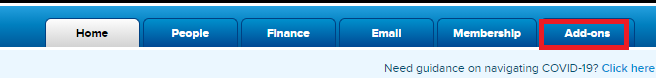 Home People Finance Email Membership Add-ons
Need guidance on navigating COVID-19? Click here